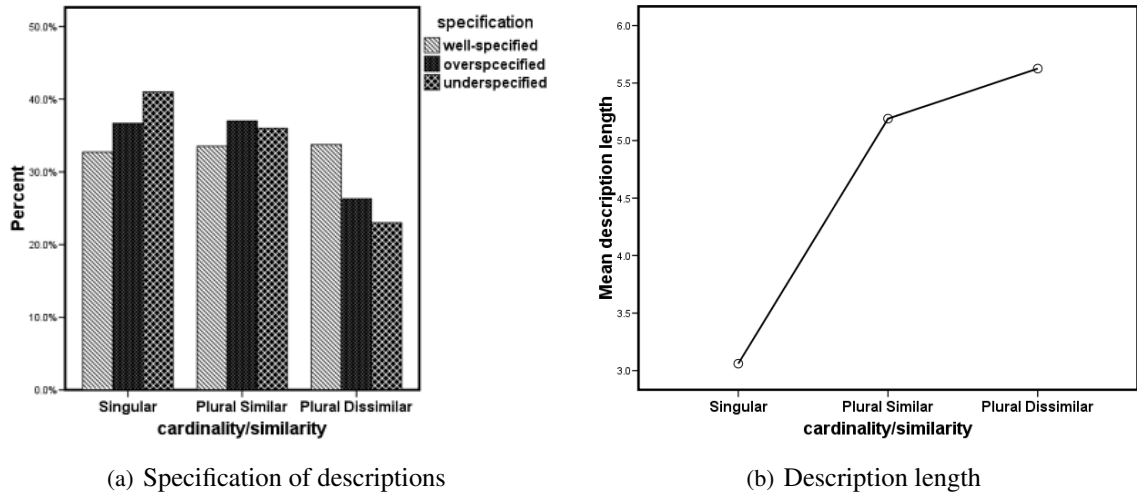 50.0%
40.0%
30.0%
20.0%
10.0%
0.0%
Percent
Singular
Plural Similar
Plural Dissimilar
cardinality/similarity
specification
well-specified
overspcecified
underspecified
(a) Specification of descriptions
6.0
5.5
5.0
4.5
4.0
3.5
3.0
Mean description length
Singular
Plural Similar
Plural Dissimilar
cardinality/similarity
(b) Description length